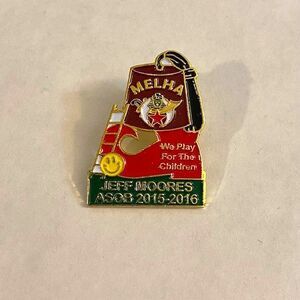 MELHA
We Play
For The
Children
JEFF MOORES
ASOB 2015-2016